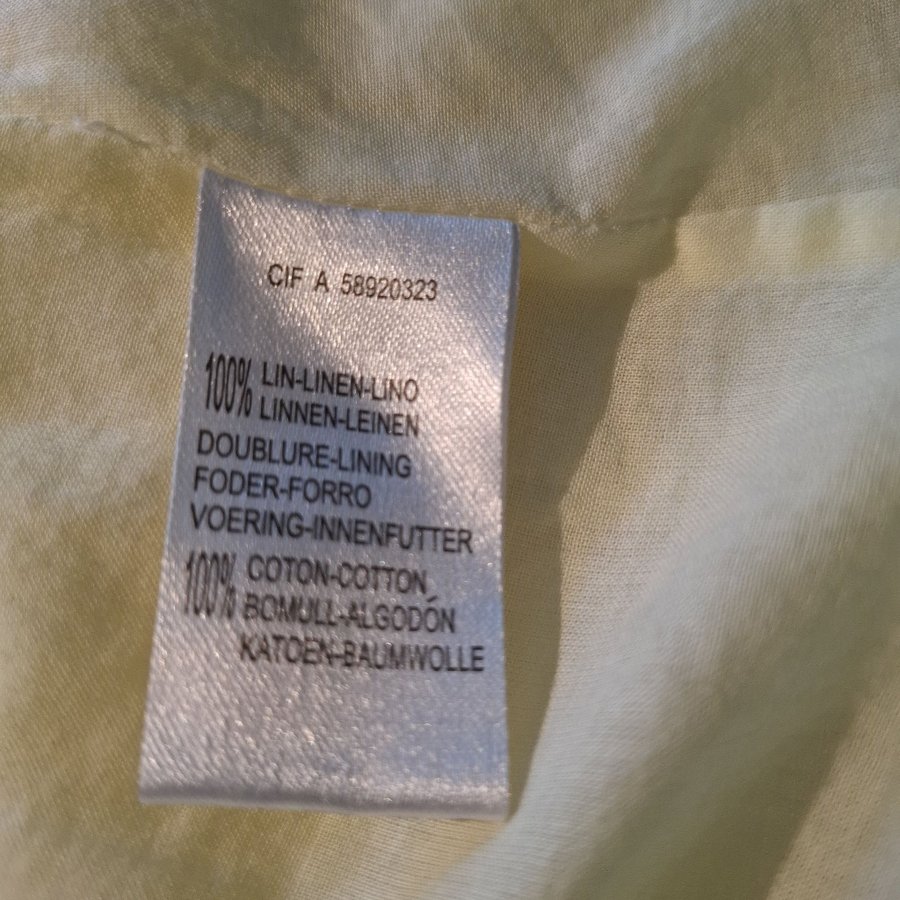 CIF A 58920323
100% LIN-LINEN-LINO
LINNEN-LEINEN
DOUBLURE-LINING
FODER-FORRO
VOERING-INNENFUTTER
100% COTON-COTTON
BOMULL-ALGODÓN
KATOEN-BAUMWOLLE